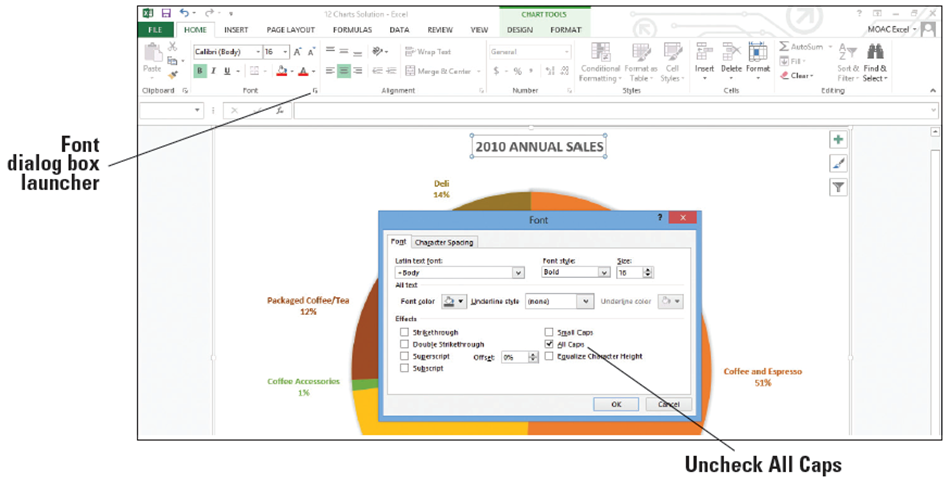 12 Charts Solution - Excel
CHART TOOLS
FILE HOME INSERT PAGE LAYOUT FORMULAS DATA REVIEW VIEW DESIGN FORMAT MOAC Excel
Paste
Calibri (Body) 16 A A
B I U A
Wrap Text
Merge & Center
General
$ % ,
Conditional Formatting
Format as Table
Cell Styles
Insert Delete Format
AutoSum
Fill
Clear
Sort & Filter
Find & Select
Clipboard Font Alignment Number Styles Cells Editing
fx
Font
dialog box
launcher
2010 ANNUAL SALES
Deli
14%
Packaged Coffee/Tea
12%
Coffee Accessories
1%
Coffee and Espresso
51%
Font
? X
Font Character Spacing
Latin text font: Font style: Size:
+Body Bold 16
All text
Font color Underline style (none) Underline color
Effects
Strikethrough Small Caps
Double Strikethrough All Caps
Superscript Offset: 0% Equalize Character Height
Subscript
OK Cancel
Uncheck All Caps